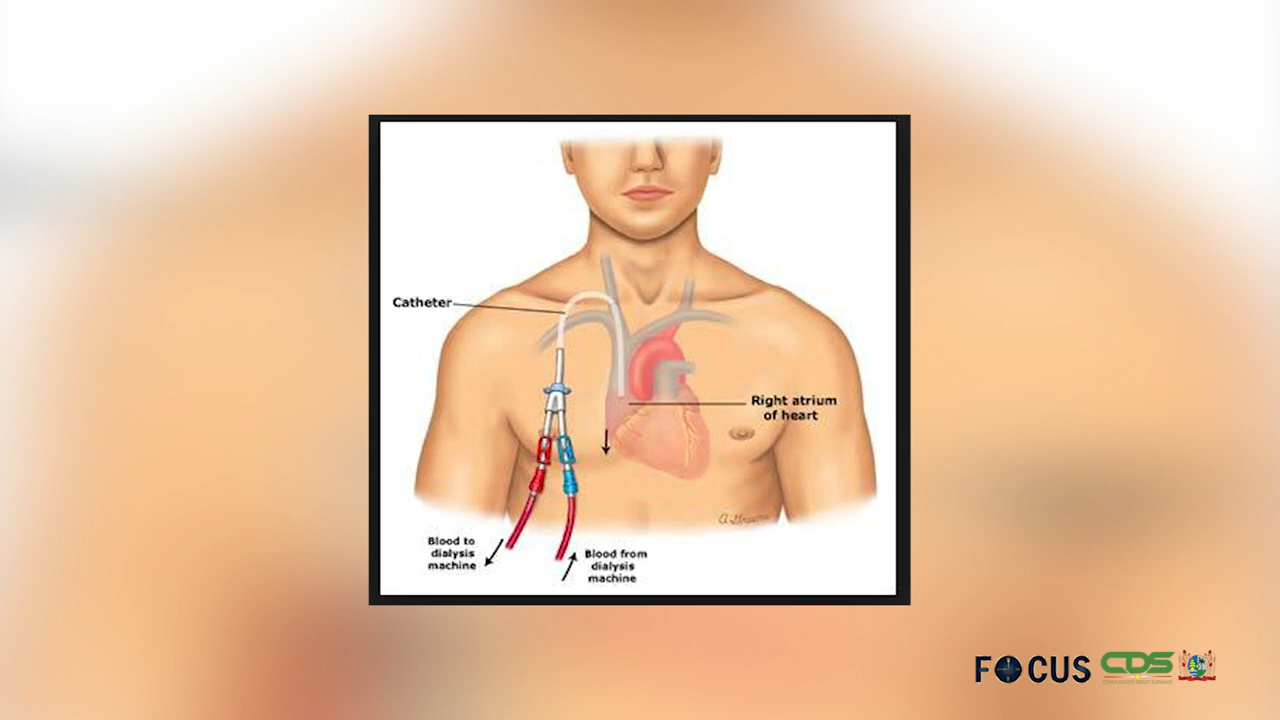 Catheter
Right atrium
of heart
Blood to
dialysis
machine
Blood from
dialysis
machine
FOCUS
CDS